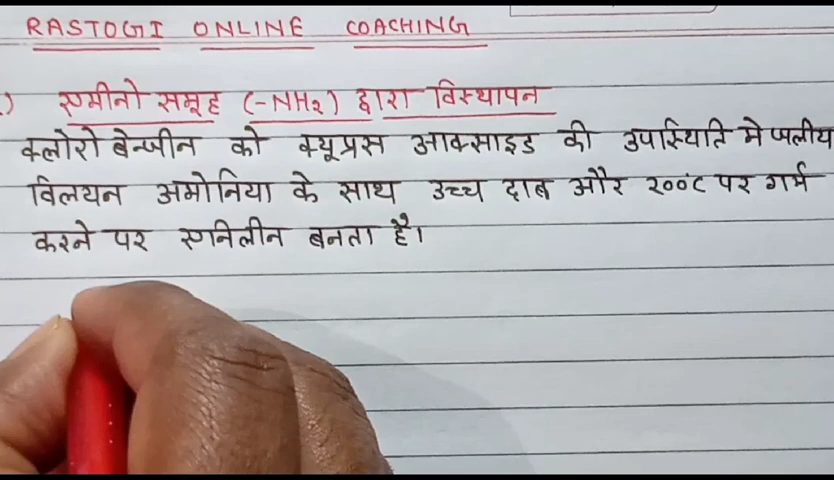 RASTOGI ONLINE COACHING
) एमीनो समूह (-NH₂) द्वारा विस्थापन
क्लोरो बेन्जीन को क्यूप्रस आक्साइड की उपस्थिति मे जलीय
विलयन अमोनिया के साथ उच्च दाब और २००°C पर गर्म
करने पर एनिलीन बनता है।